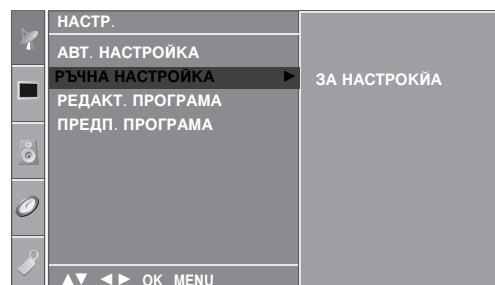 НАСТР.
АВТ. НАСТРОЙКА
РЪЧНА НАСТРОЙКА ►
ЗА НАСТРОКЙА
РЕДАКТ. ПРОГРАМА
ПРЕДП. ПРОГРАМА
▲▼ ◄► OK MENU